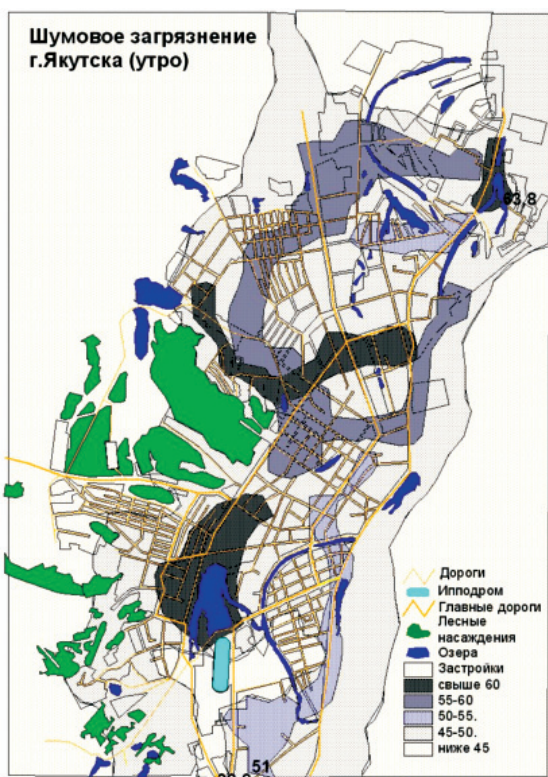 Шумовое загрязнение
г.Якутска (утро)
63,8
Дороги
Ипподром
Главные дороги
Лесные
насаждения
Озера
Застройки
свыше 60
55-60
50-55.
45-50.
ниже 45
51